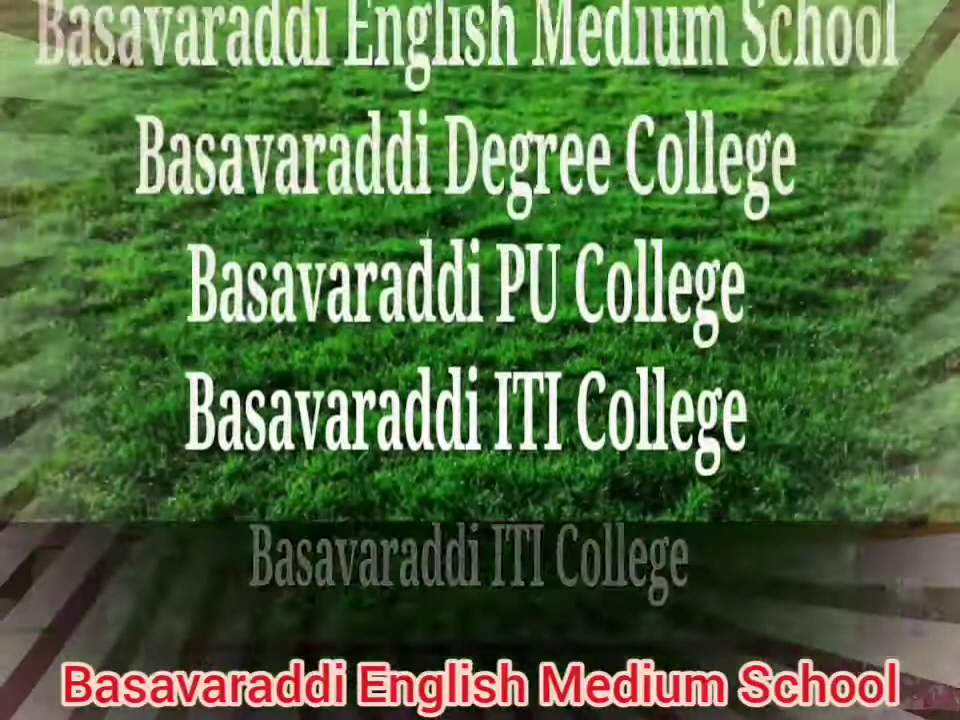 Basavaraddi English Medium School
Basavaraddi Degree College
Basavaraddi PU College
Basavaraddi ITI College
Basavaraddi ITI College
Basavaraddi English Medium School